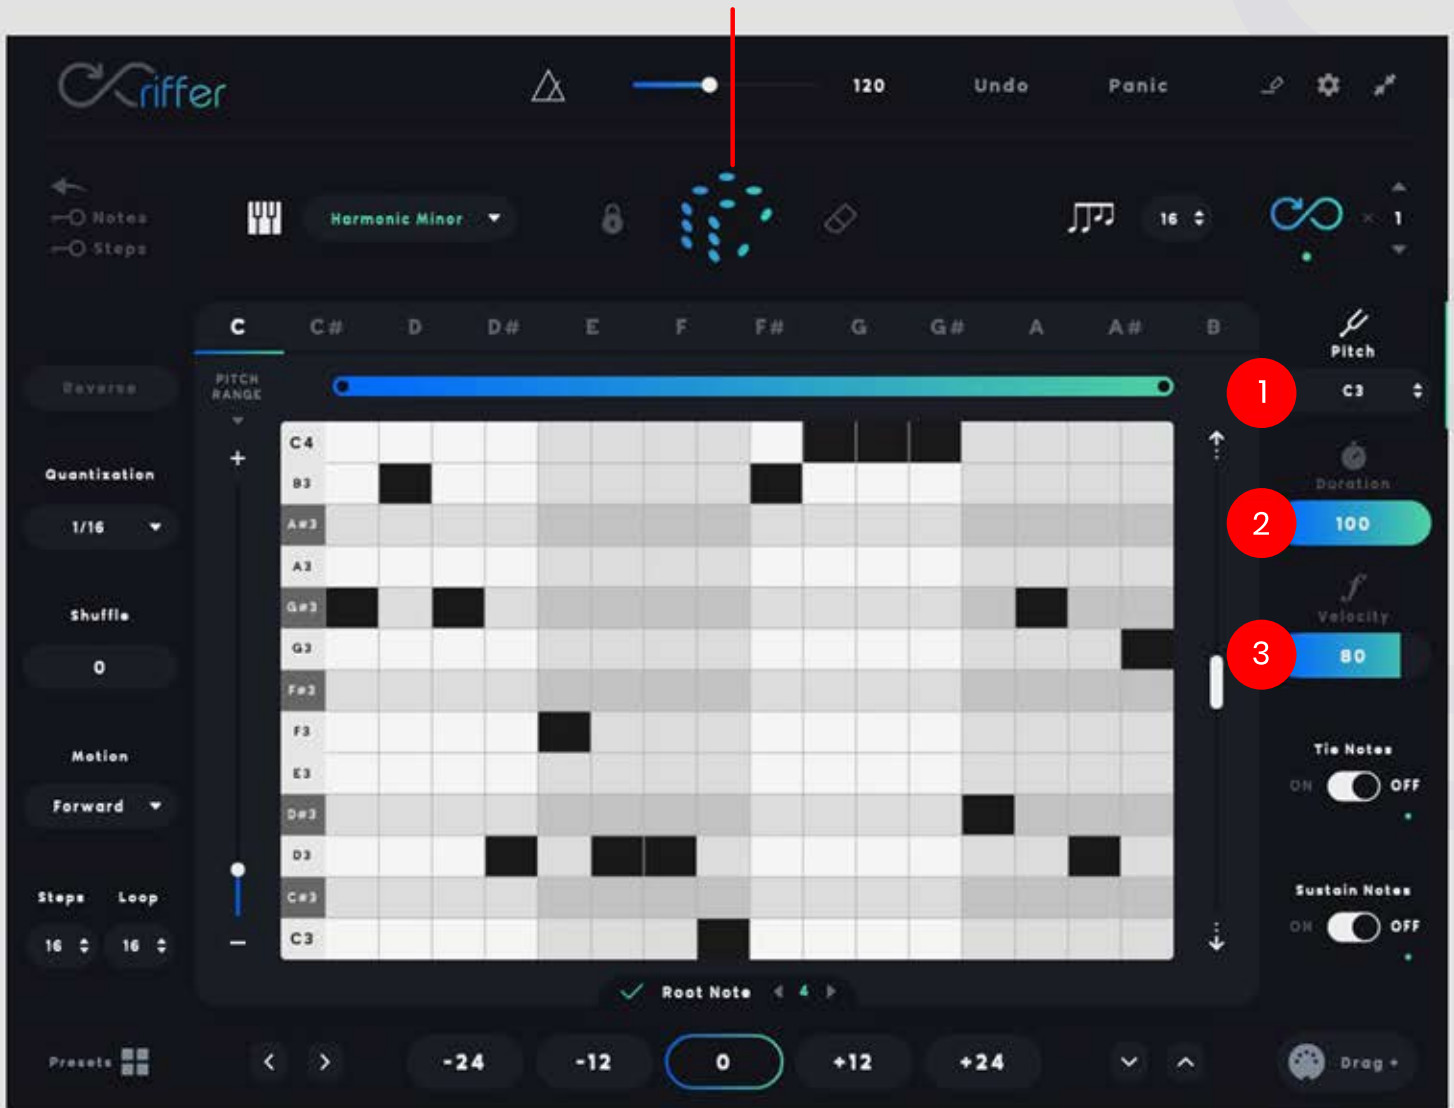 riffer
120 Undo Panic
Notes
Steps
Harmonic Minor
16
× 1
C C# D D# E F F# G G# A A# B
Pitch
C3
1
Reverse
PITCH
RANGE
+
−
Quantization
1/16
Shuffle
0
Motion
Forward
Steps Loop
16 16
C4
B3
A#3
A3
G#3
G3
F#3
F3
E3
D#3
D3
C#3
C3
Duration
2 100
f
Velocity
3 80
Tie Notes
ON OFF
Sustain Notes
ON OFF
Root Note 4
Presets < > -24 -12 0 +12 +24 Drag +